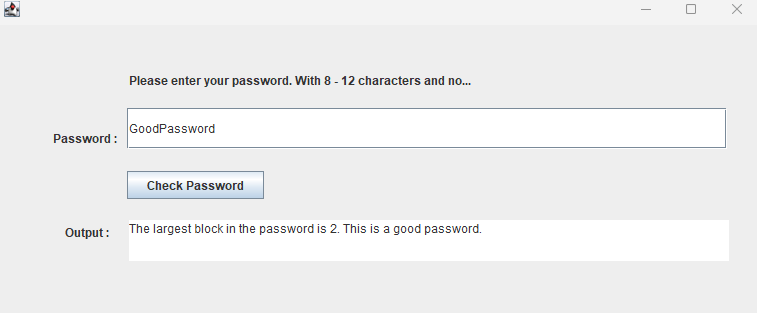 Please enter your password. With 8 - 12 characters and no...
Password :
GoodPassword
Check Password
Output :
The largest block in the password is 2. This is a good password.